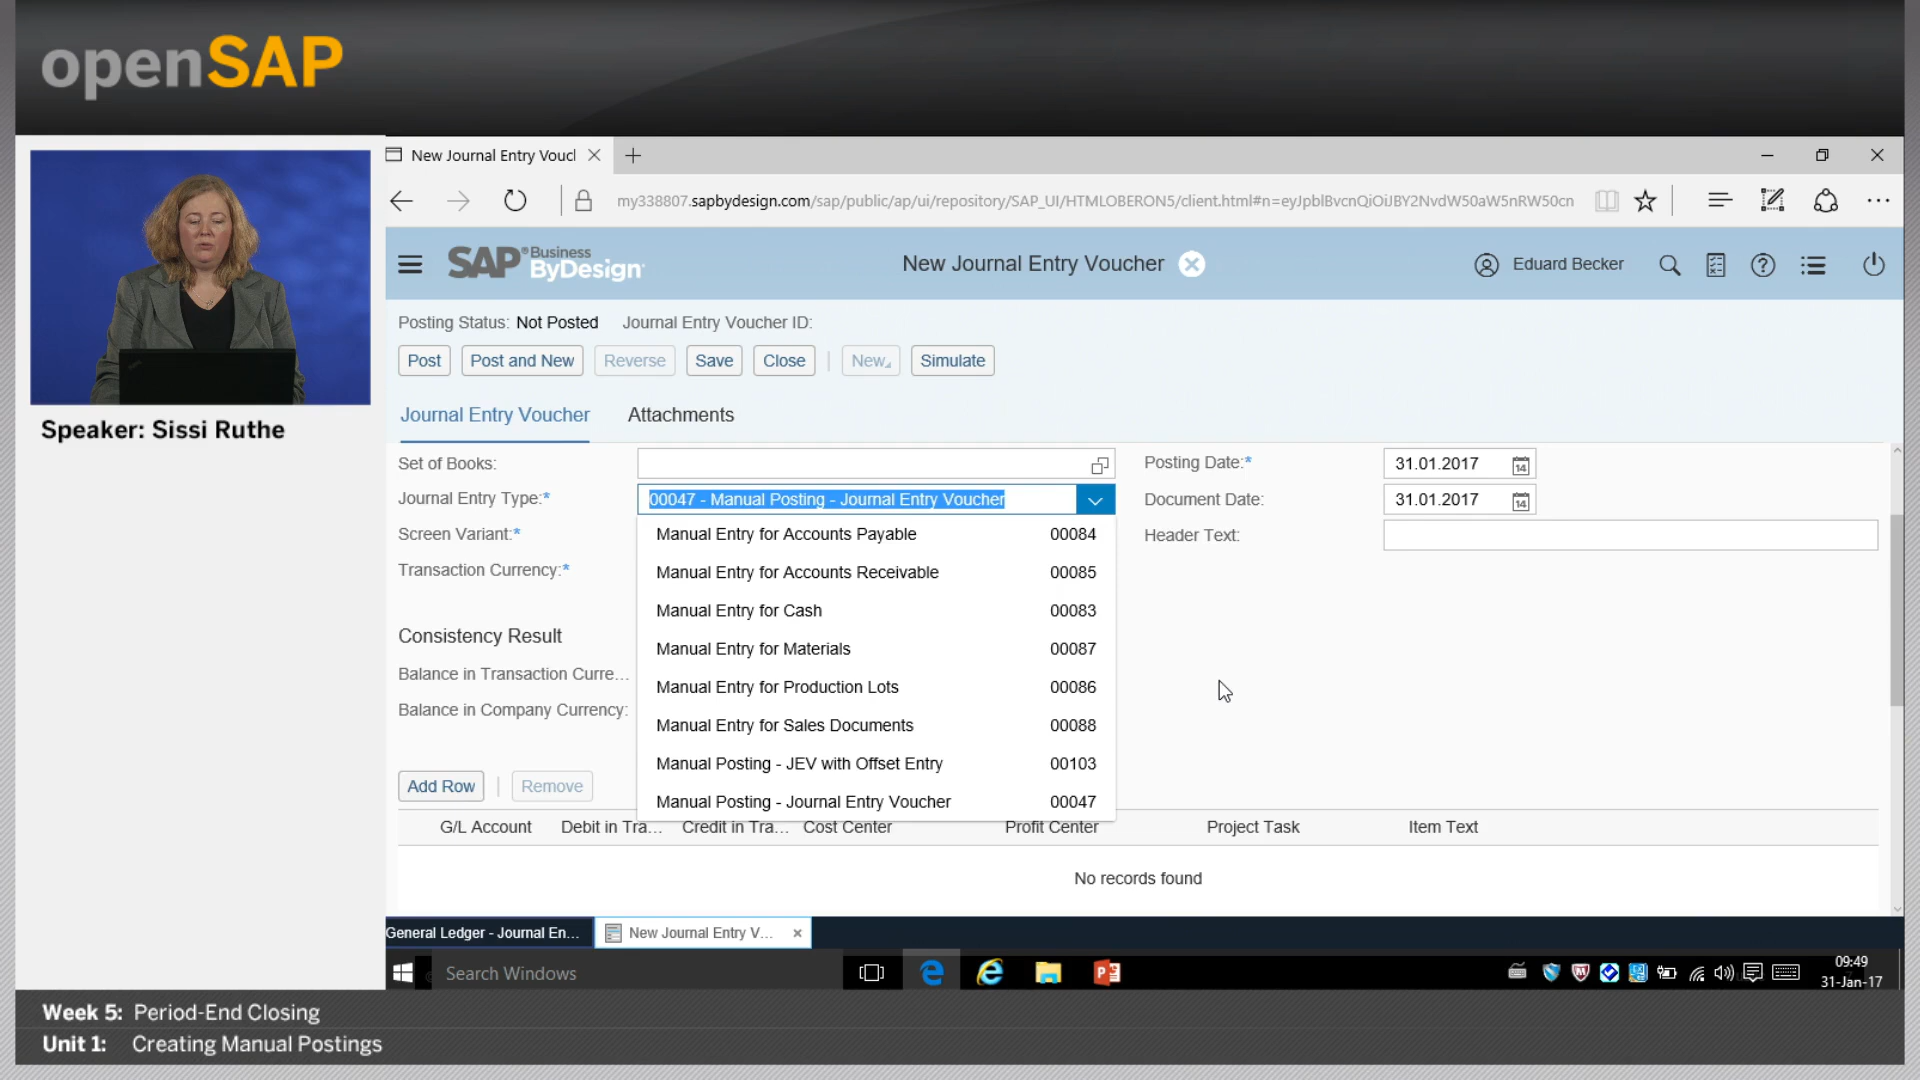 openSAP
New Journal Entry Voucl
my338807.sapbydesign.com/sap/public/ap/ui/repository/SAP_UI/HTMLOBERON5/client.html#n=eyJpblBvcnQiOiJBY2NvdW50aW5nRW50cn
SAP® Business ByDesign
New Journal Entry Voucher
Eduard Becker
Posting Status: Not Posted Journal Entry Voucher ID:
Post
Post and New
Reverse
Save
Close
New
Simulate
Speaker: Sissi Ruthe
Journal Entry Voucher
Attachments
Set of Books:
Posting Date:*
31.01.2017
14
Journal Entry Type:*
00047 - Manual Posting - Journal Entry Voucher
Document Date:
31.01.2017
14
Screen Variant:*
Manual Entry for Accounts Payable 00084
Header Text:
Transaction Currency:*
Manual Entry for Accounts Receivable 00085
Manual Entry for Cash 00083
Consistency Result
Manual Entry for Materials 00087
Balance in Transaction Curre...
Manual Entry for Production Lots 00086
Balance in Company Currency:
Manual Entry for Sales Documents 00088
Manual Posting - JEV with Offset Entry 00103
Add Row
Remove
Manual Posting - Journal Entry Voucher 00047
G/L Account Debit in Tra... Credit in Tra... Cost Center Profit Center Project Task Item Text
No records found
General Ledger - Journal En...
New Journal Entry V...
Search Windows
09:49
31-Jan-17
Week 5: Period-End Closing
Unit 1: Creating Manual Postings